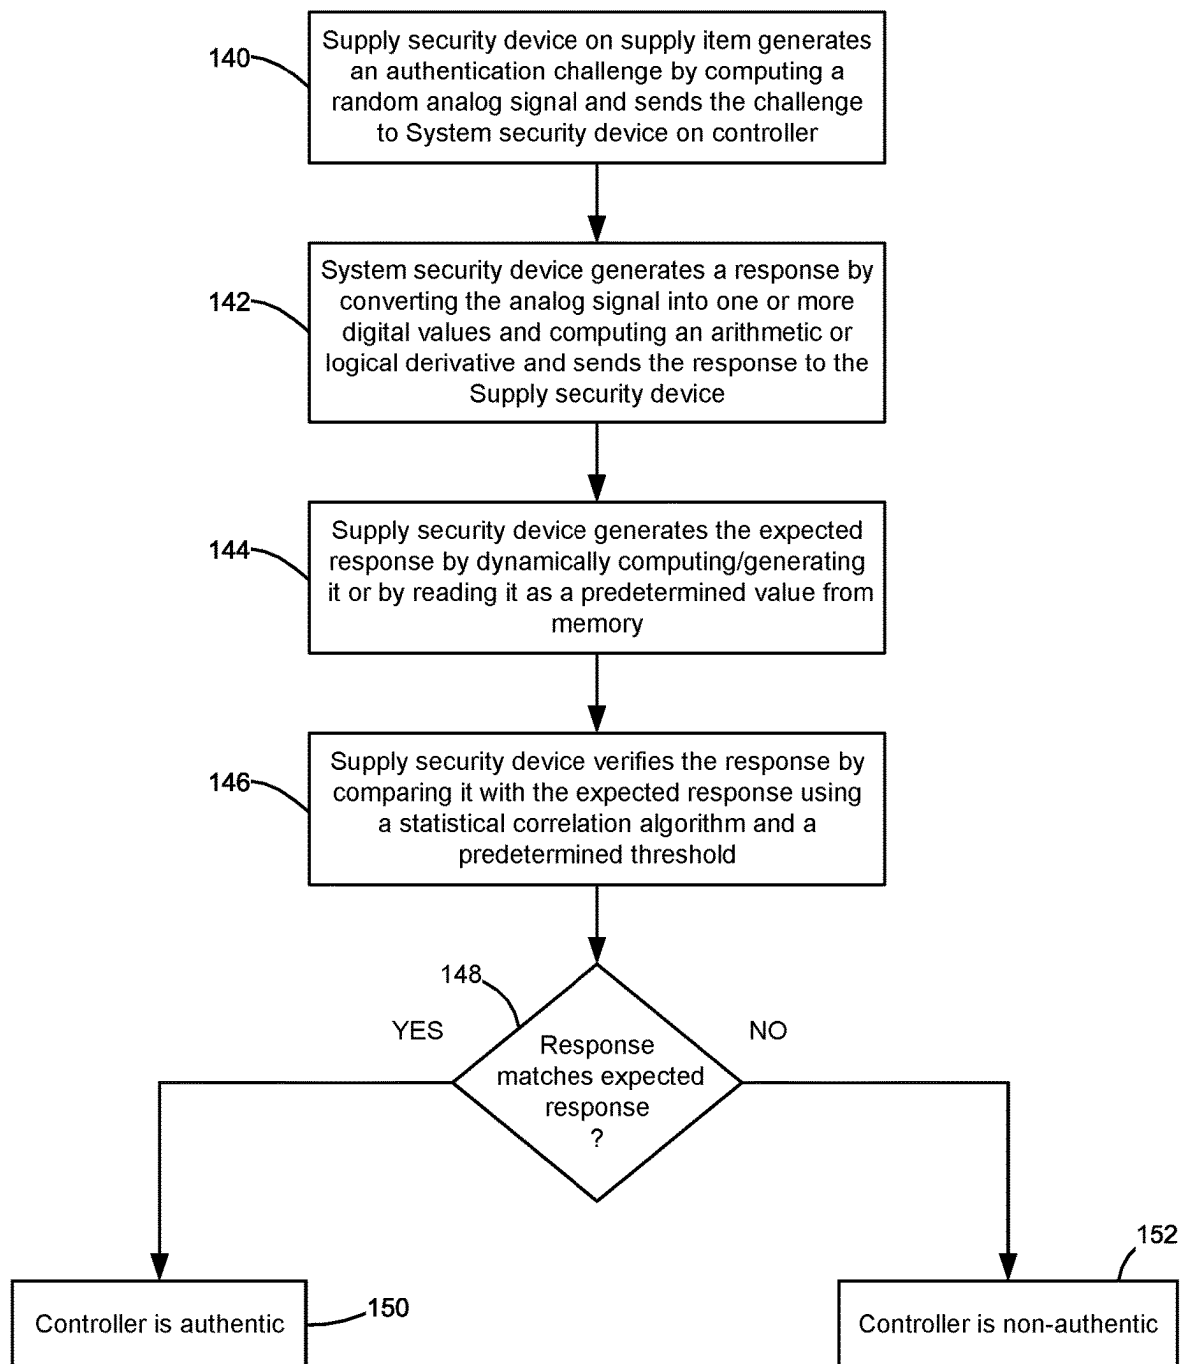 140
Supply security device on supply item generates
an authentication challenge by computing a
random analog signal and sends the challenge
to System security device on controller
142
System security device generates a response by
converting the analog signal into one or more
digital values and computing an arithmetic or
logical derivative and sends the response to the
Supply security device
144
Supply security device generates the expected
response by dynamically computing/generating
it or by reading it as a predetermined value from
memory
146
Supply security device verifies the response by
comparing it with the expected response using
a statistical correlation algorithm and a
predetermined threshold
148
YES
NO
Response
matches expected
response
?
Controller is authentic
150
152
Controller is non-authentic